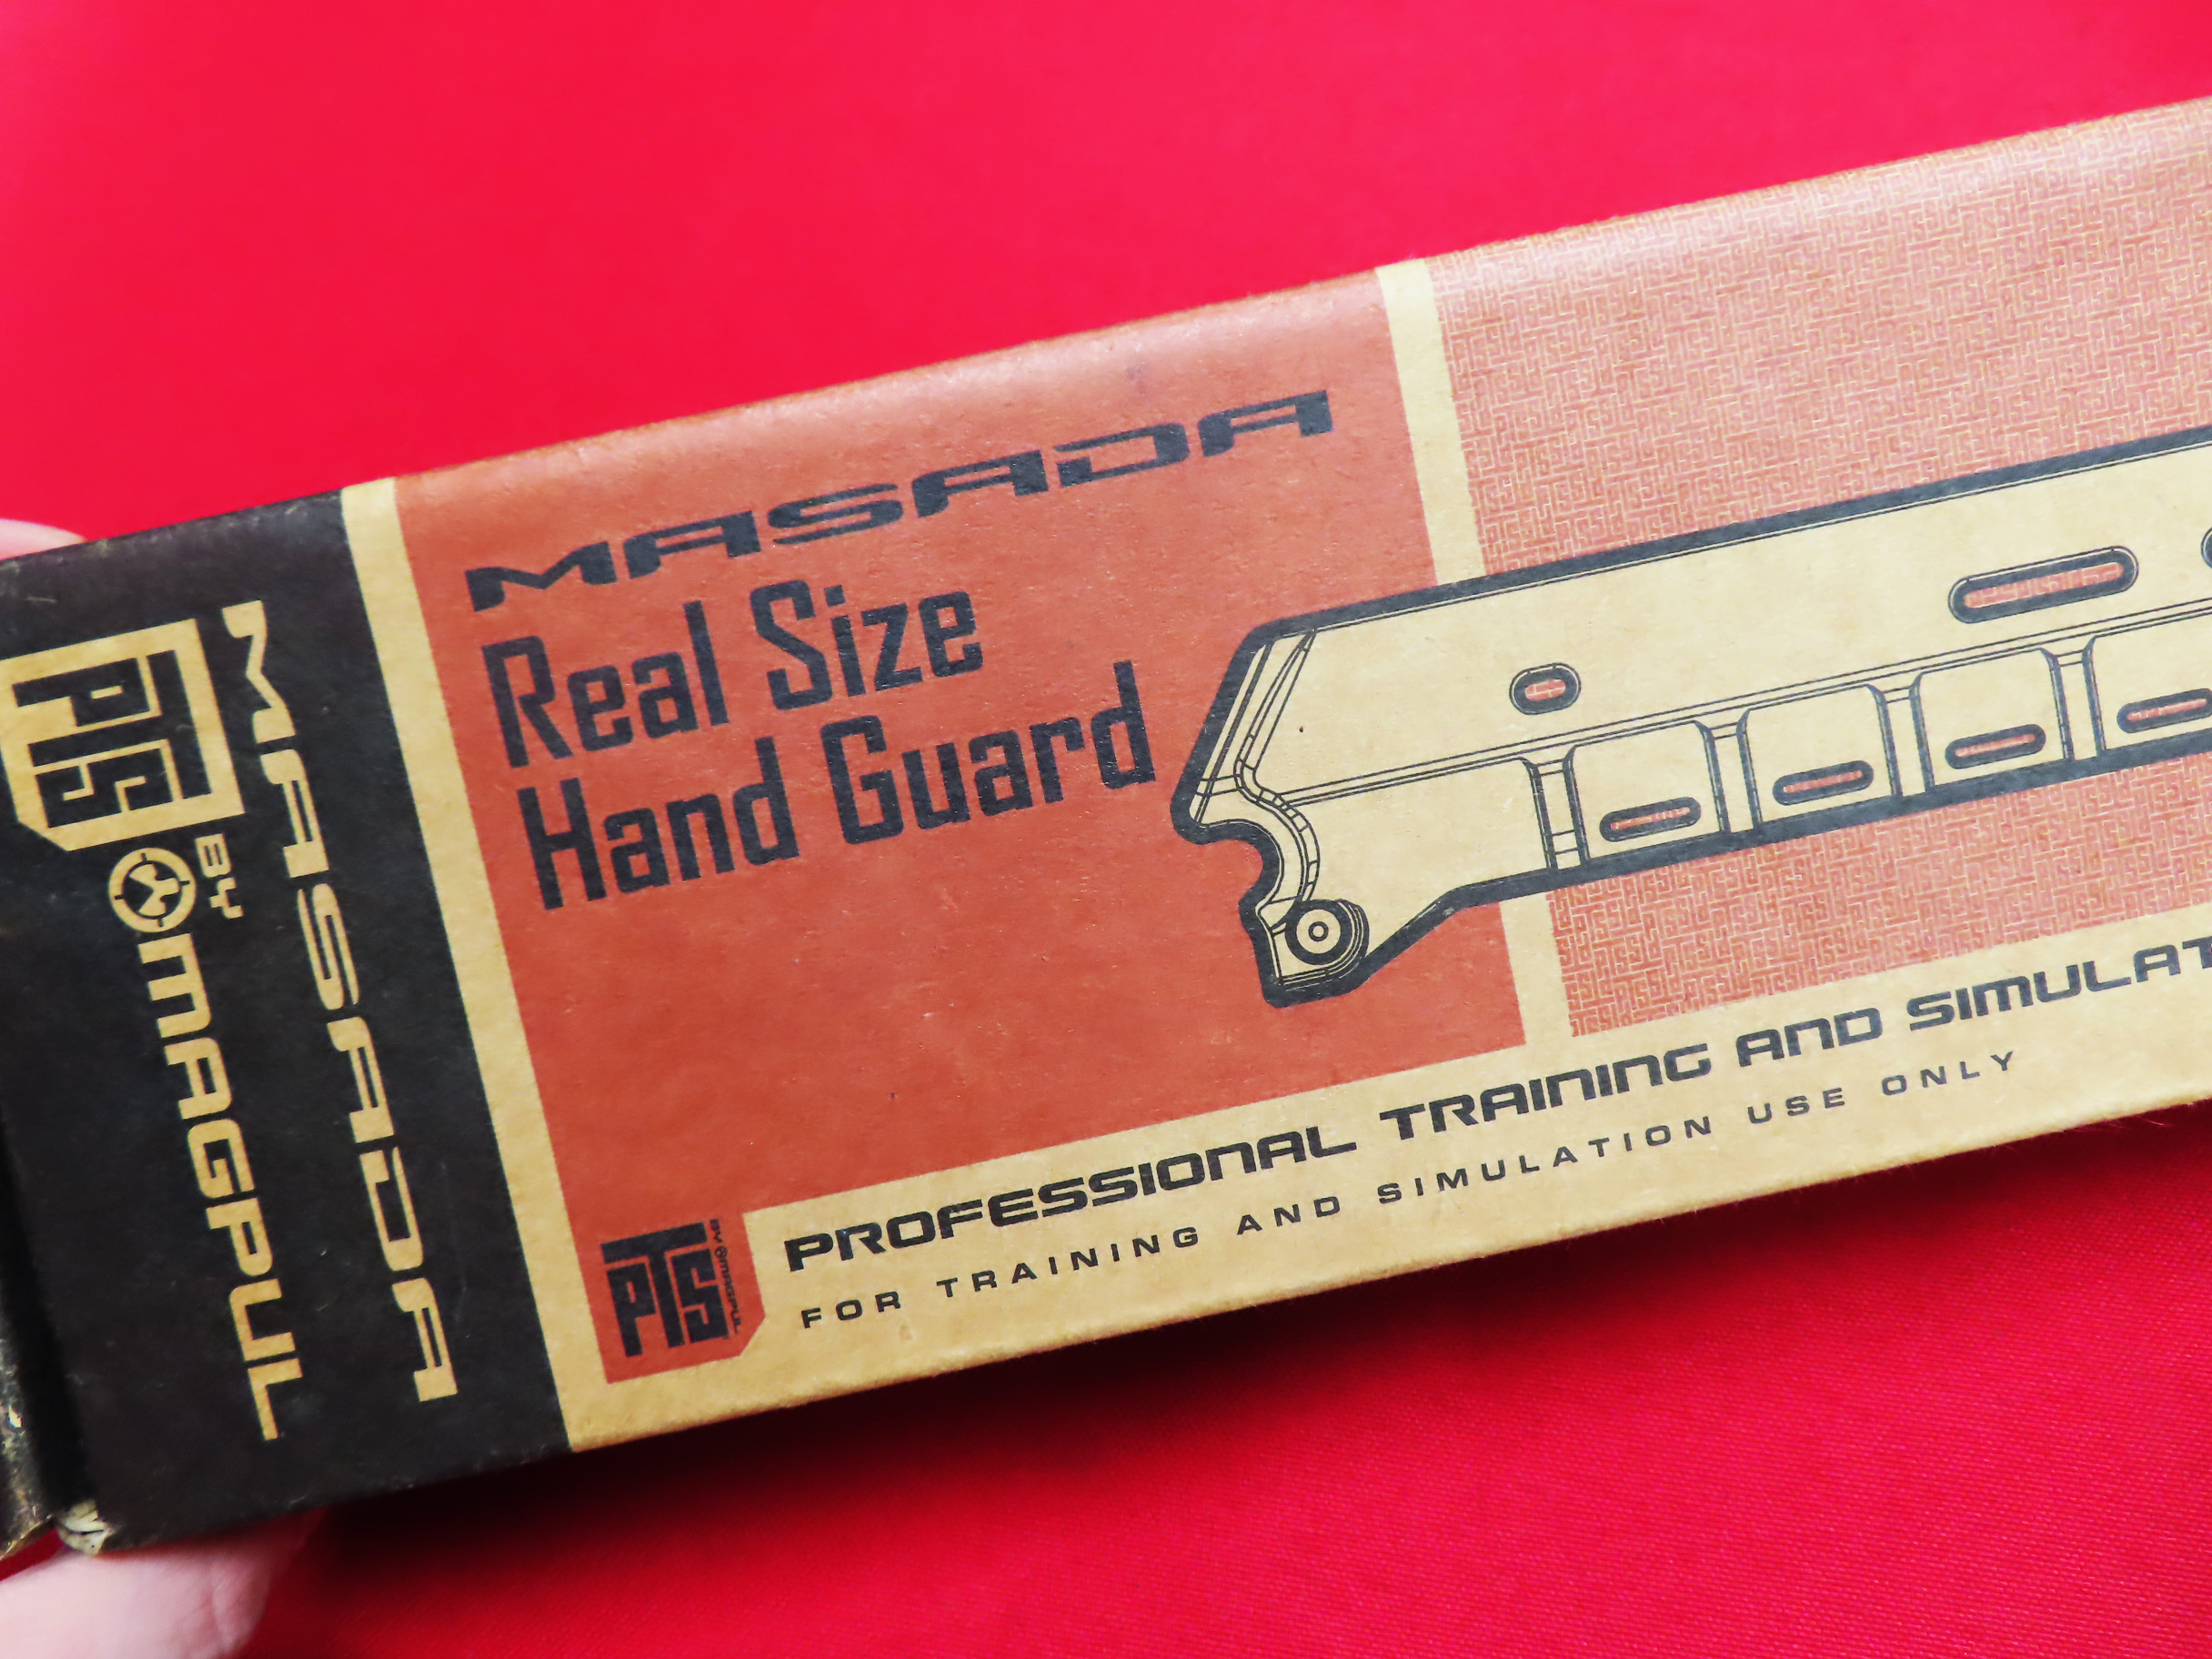 MASADA
Real Size
Hand Guard
PTS
BY MAGPUL
MASADA
PTS
BY MAGPUL
PROFESSIONAL TRAINING AND SIMULAT
FOR TRAINING AND SIMULATION USE ONLY